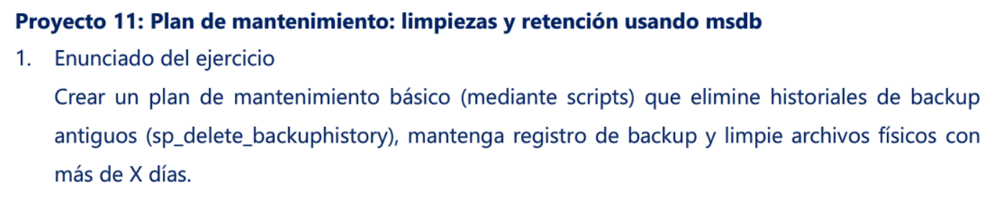 Proyecto 11: Plan de mantenimiento: limpiezas y retención usando msdb
1. Enunciado del ejercicio
Crear un plan de mantenimiento básico (mediante scripts) que elimine historiales de backup
antiguos (sp_delete_backuphistory), mantenga registro de backup y limpie archivos físicos con
más de X días.